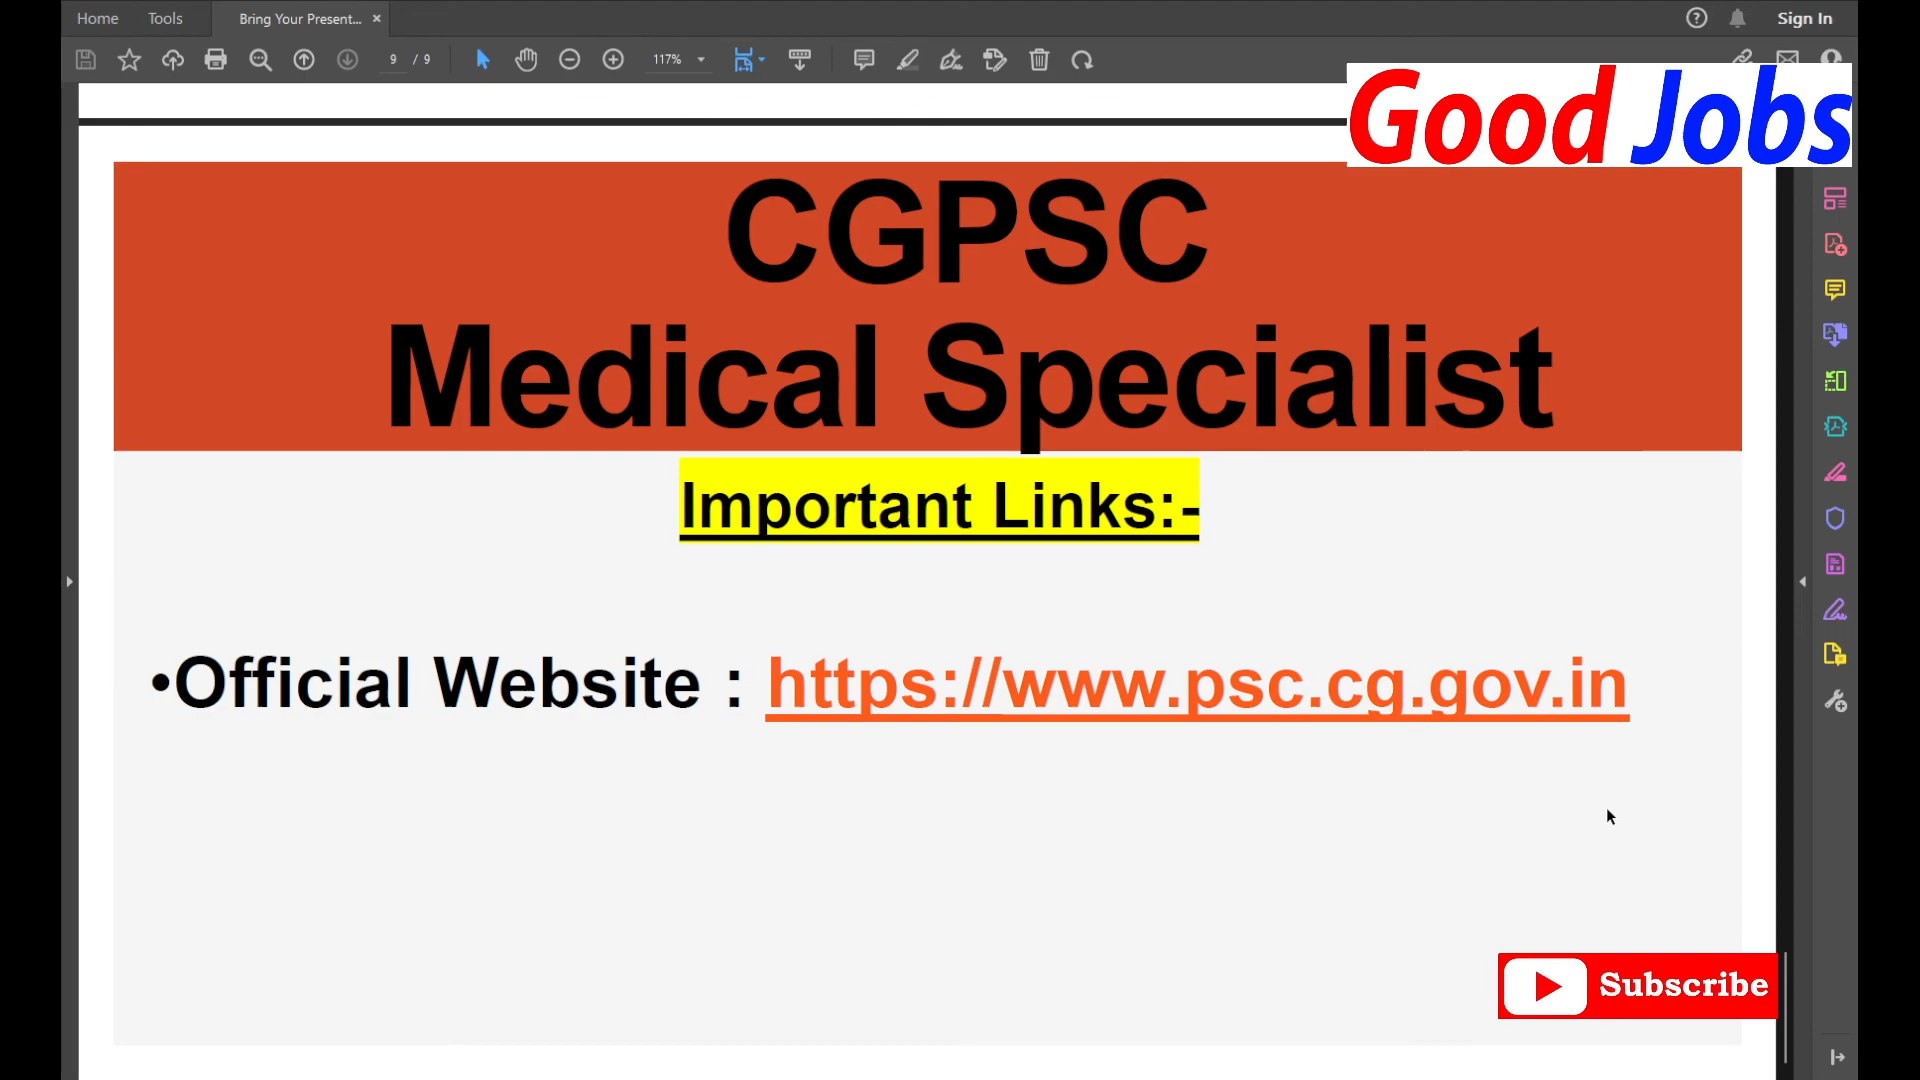 Home Tools Bring Your Present... × Sign In
9 / 9 117%
Good Jobs
CGPSC
Medical Specialist
Important Links:-
•Official Website : https://www.psc.cg.gov.in
Subscribe